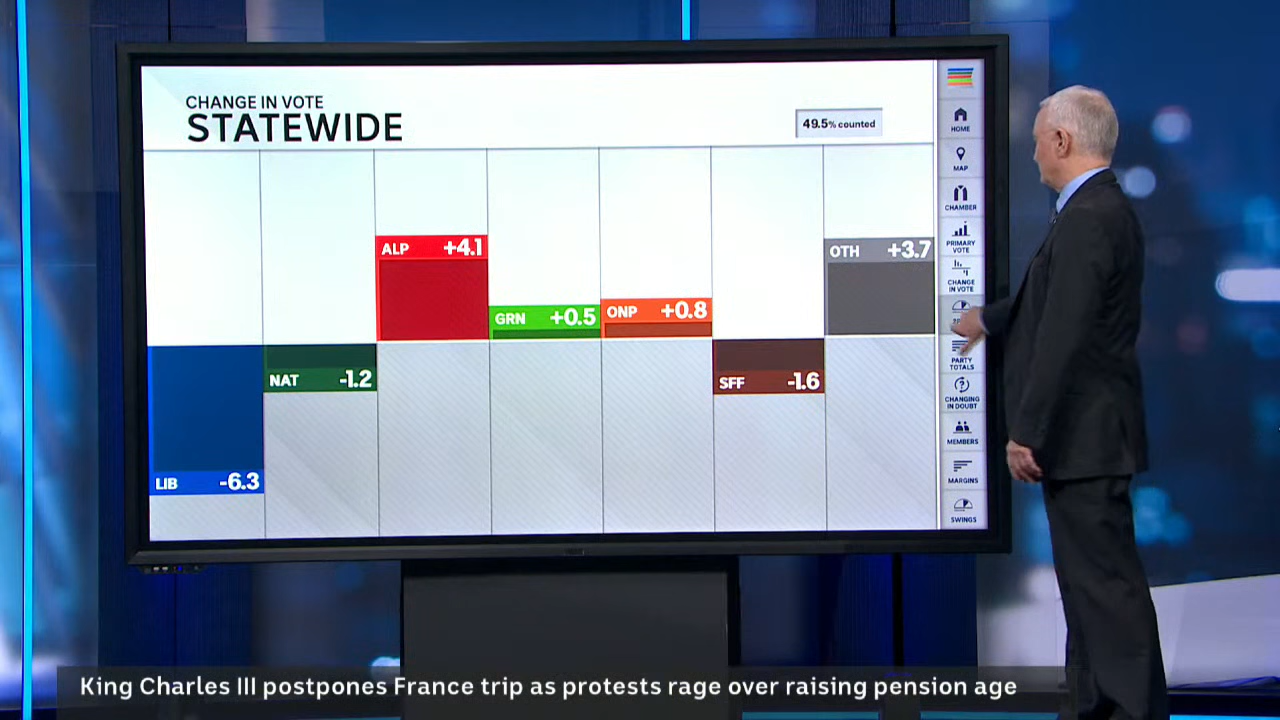 CHANGE IN VOTE
STATEWIDE
49.5% counted
LIB -6.3
NAT -1.2
ALP +4.1
GRN +0.5
ONP +0.8
SFF -1.6
OTH +3.7
HOME
MAP
CHAMBER
PRIMARY
VOTE
CHANGE
IN VOTE
PARTY
TOTALS
CHANGING
IN DOUBT
MEMBERS
MARGINS
SWINGS
King Charles III postpones France trip as protests rage over raising pension age